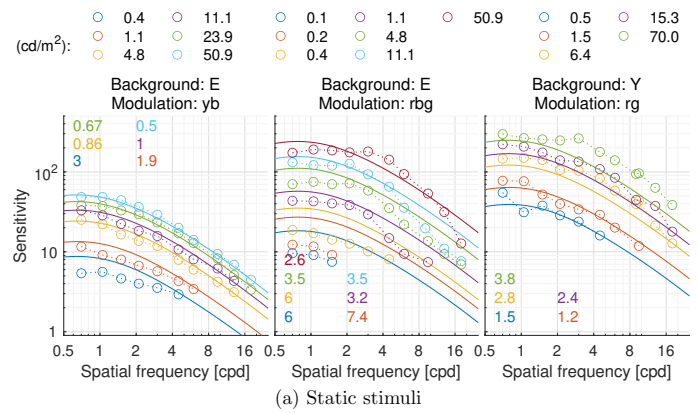 0.4 11.1 0.1 1.1 50.9 0.5 15.3
(cd/m²): 1.1 23.9 0.2 4.8 1.5 70.0
4.8 50.9 0.4 11.1 6.4
Background: E
Modulation: yb
Background: E
Modulation: rbg
Background: Y
Modulation: rg
Sensitivity
10²
10
1
0.67 0.5
0.86 1
3 1.9
0.5 1 2 4 8 16
Spatial frequency [cpd]
2.6
3.5 3.5
6 3.2
6 7.4
0.5 1 2 4 8 16
Spatial frequency [cpd]
3.8
2.8 2.4
1.5 1.2
0.5 1 2 4 8 16
Spatial frequency [cpd]
(a) Static stimuli